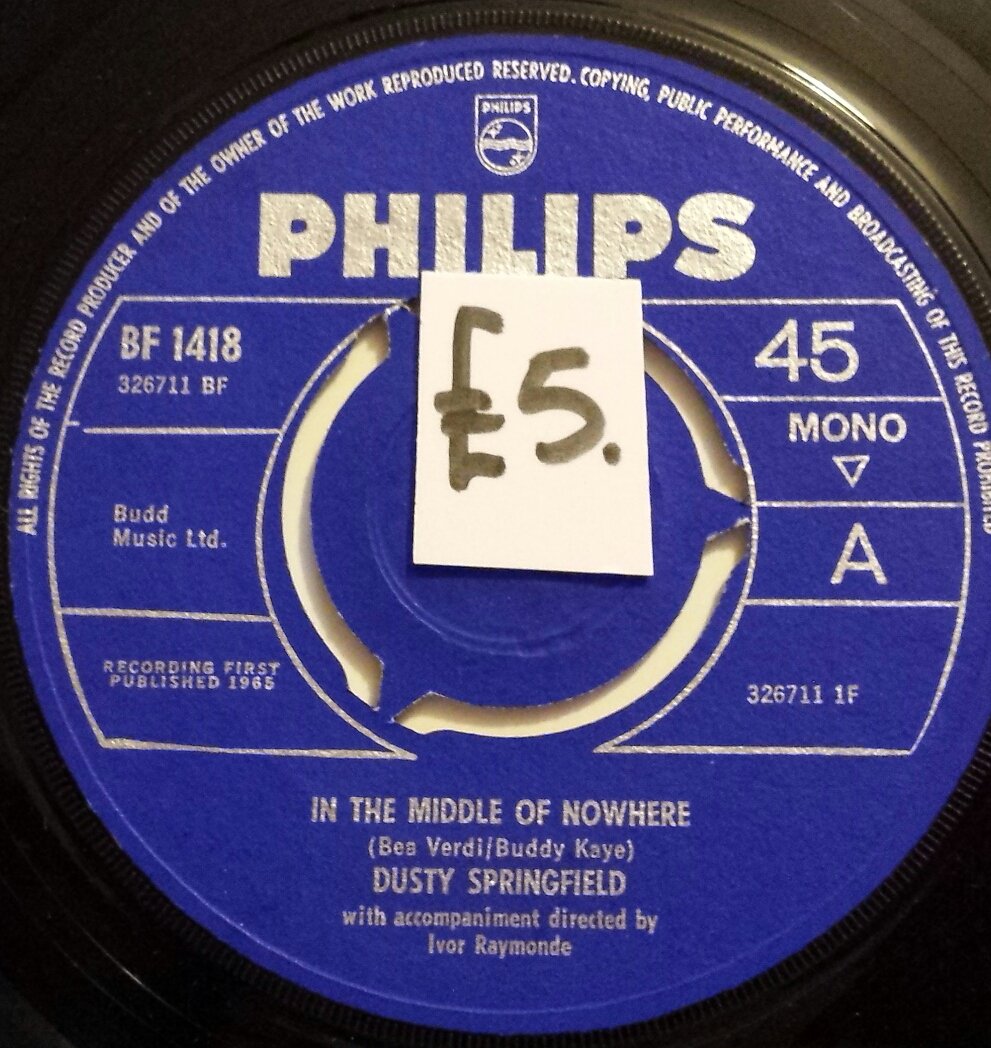 ALL RIGHTS OF THE RECORD PRODUCER AND OF THE OWNER OF THE WORK REPRODUCED RESERVED. COPYING, PUBLIC PERFORMANCE AND BROADCASTING OF THIS RECORD PROHIBITED
PHILIPS
PHILIPS
£5.
BF 1418
326711 BF
45
MONO
Budd
Music Ltd.
A
RECORDING FIRST
PUBLISHED 1965
326711 1F
IN THE MIDDLE OF NOWHERE
(Bea Verdi/Buddy Kaye)
DUSTY SPRINGFIELD
with accompaniment directed by
Ivor Raymonde